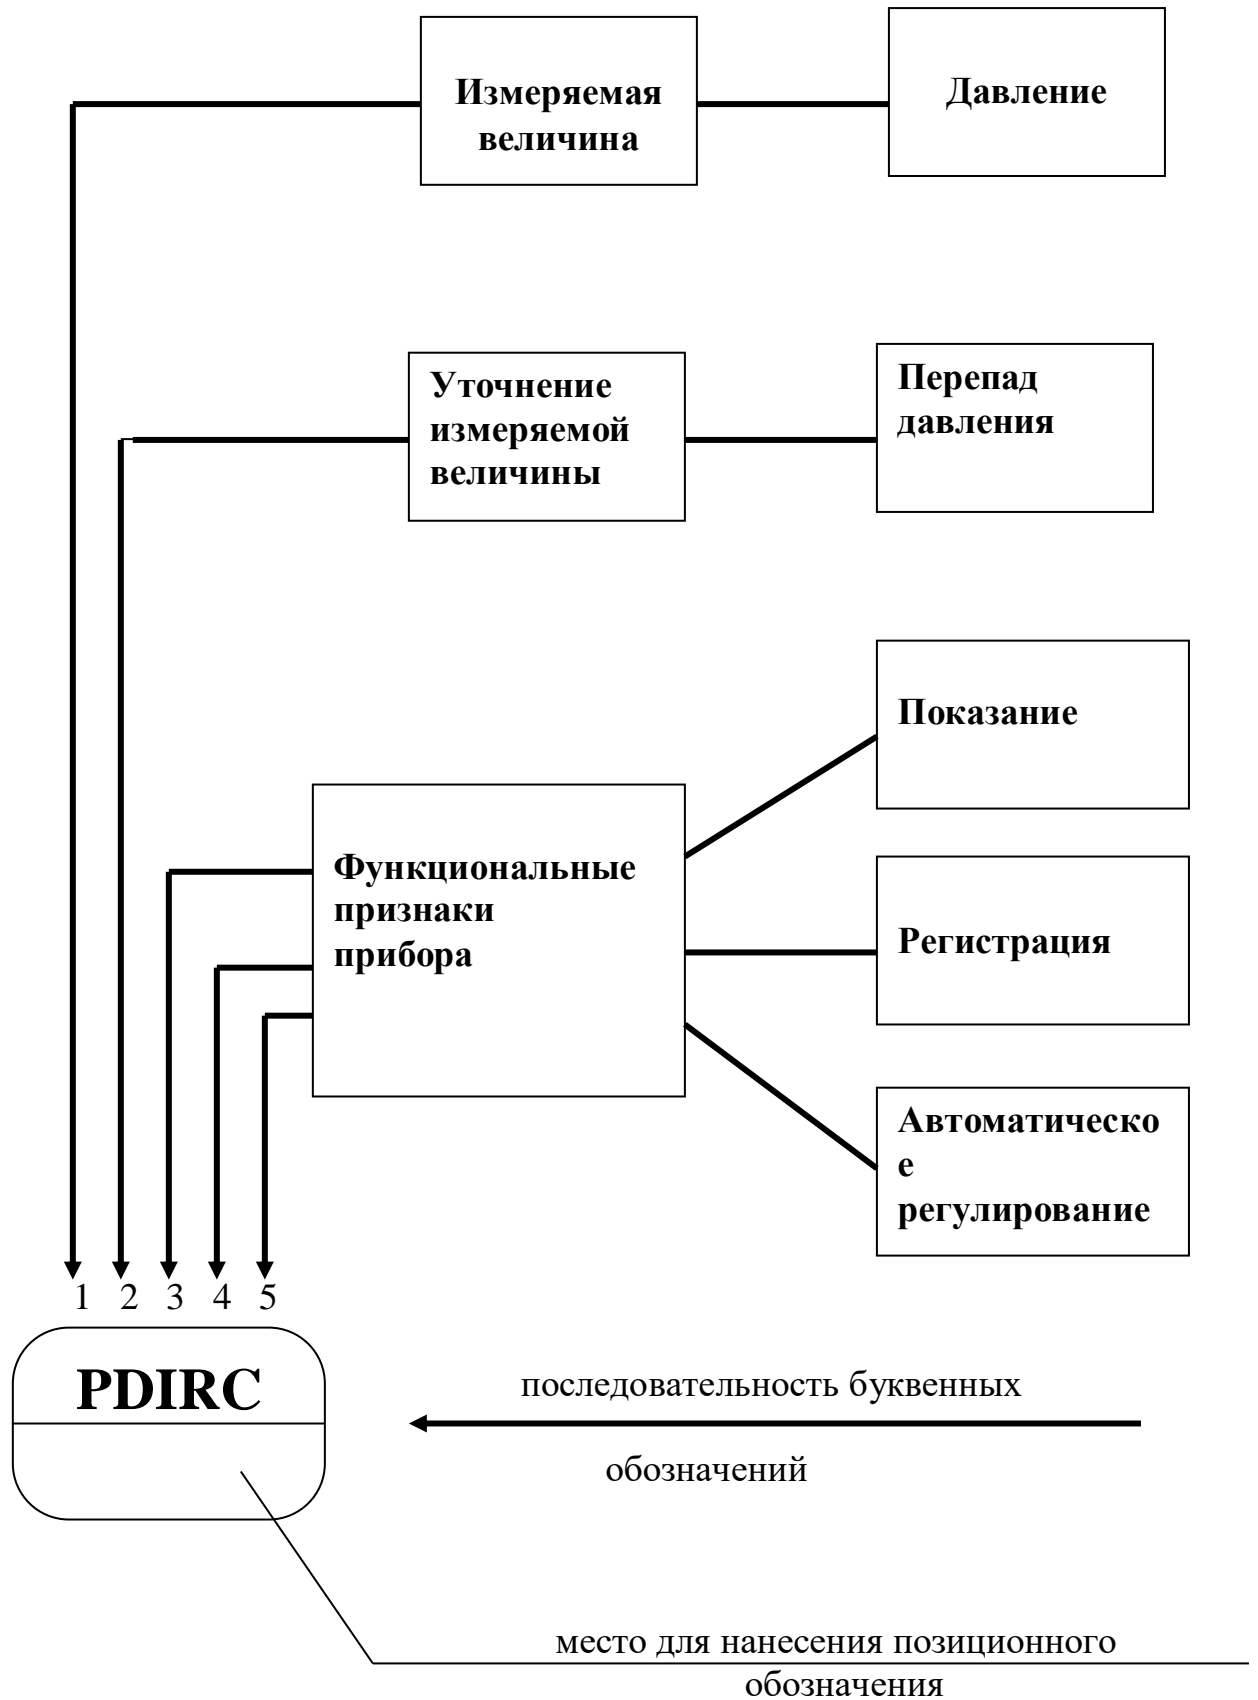 Измеряемая
величина
Давление
Уточнение
измеряемой
величины
Перепад
давления
Показание
Функциональные
признаки
прибора
Регистрация
Автоматическо
е
регулирование
1 2 3 4 5
PDIRC
последовательность буквенных
обозначений
место для нанесения позиционного
обозначения